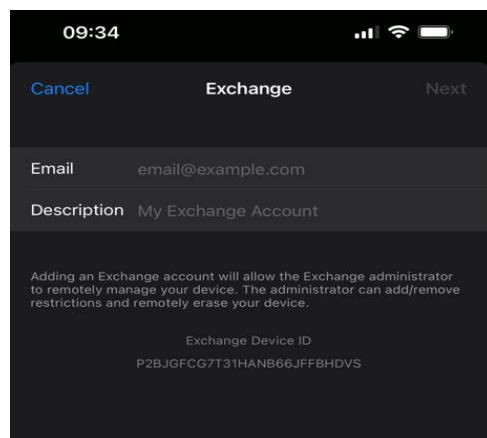 09:34
Cancel Exchange Next
Email email@example.com
Description My Exchange Account
Adding an Exchange account will allow the Exchange administrator
to remotely manage your device. The administrator can add/remove
restrictions and remotely erase your device.
Exchange Device ID
P2BJGFCG7T31HANB66JFFBHDVS